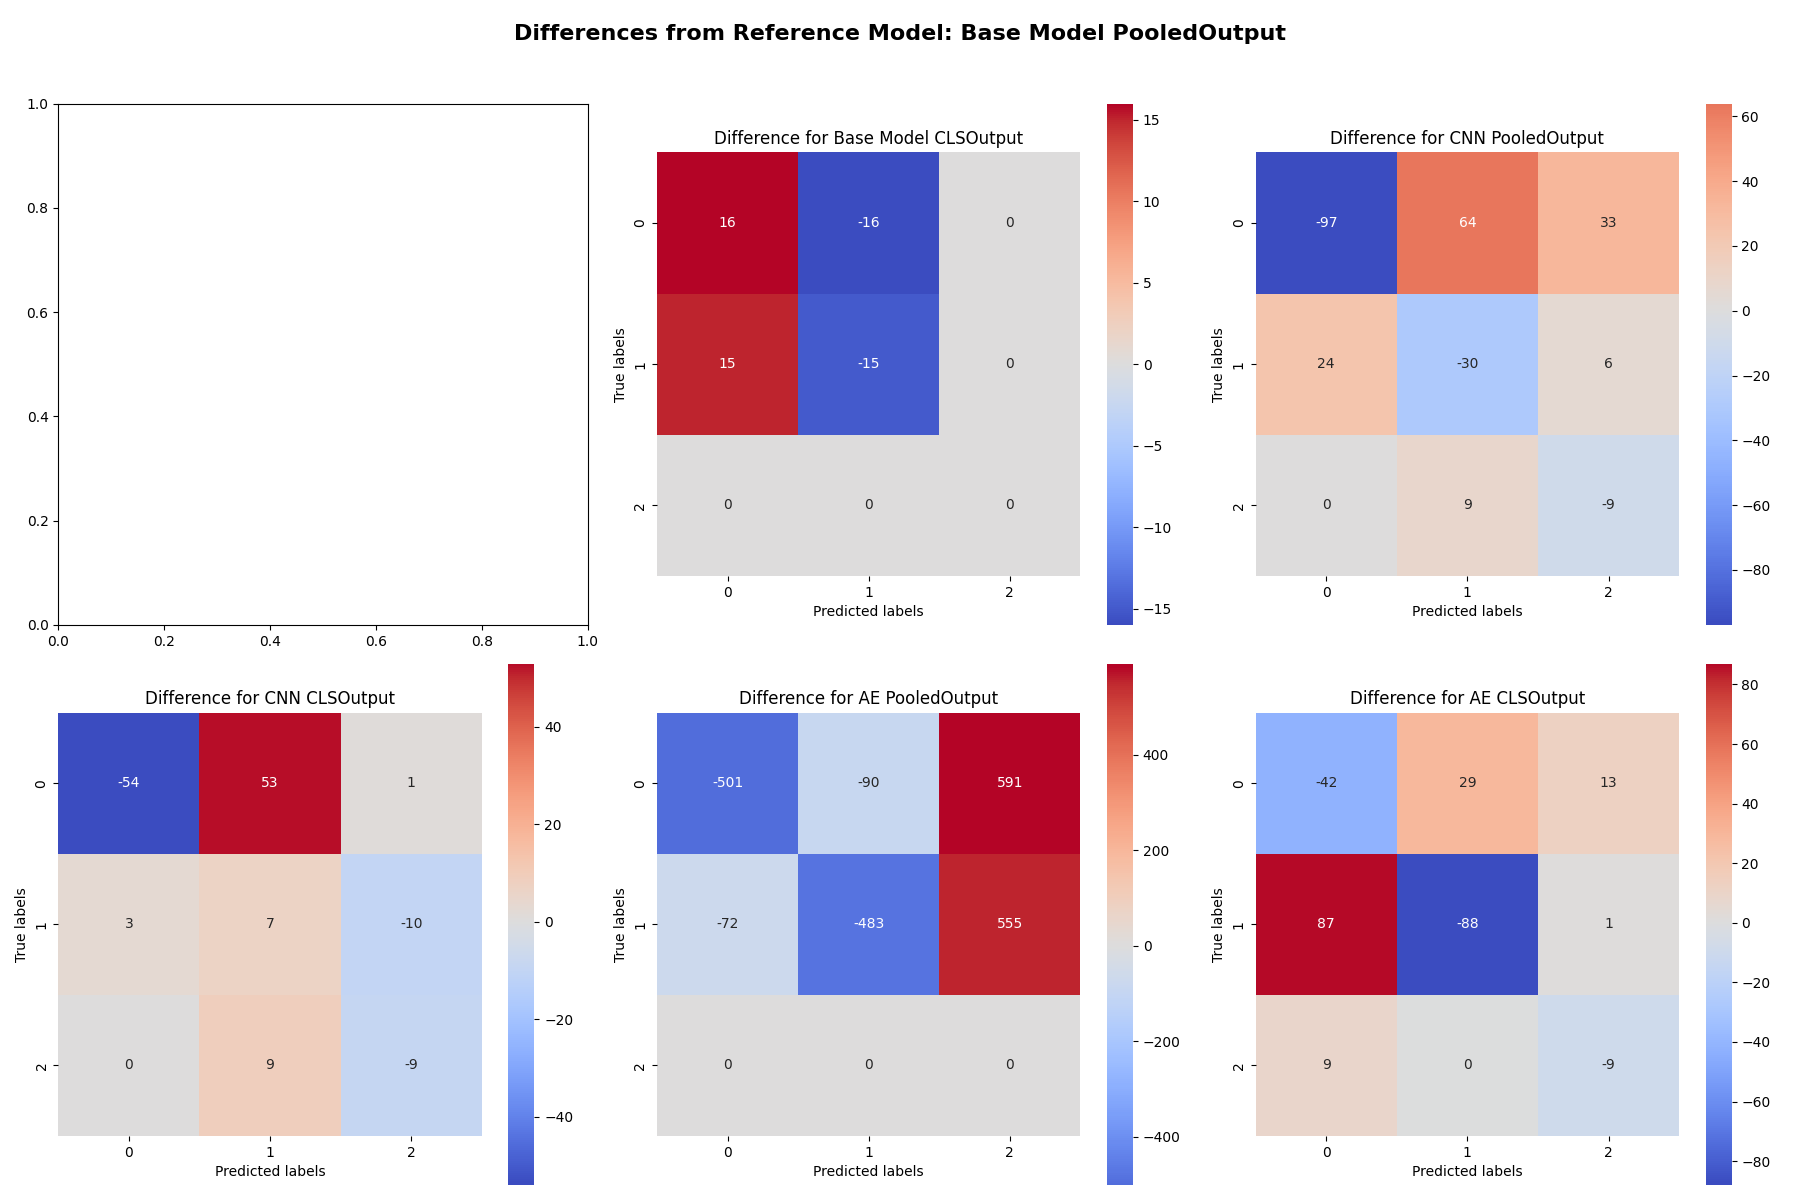 Differences from Reference Model: Base Model PooledOutput
1.0
0.8
0.6
0.4
0.2
0.0
0.0 0.2 0.4 0.6 0.8 1.0
Difference for Base Model CLSOutput
True labels
0 16 -16 0
1 15 -15 0
2 0 0 0
0 1 2
Predicted labels
15
10
5
0
−5
−10
−15
Difference for CNN PooledOutput
True labels
0 -97 64 33
1 24 -30 6
2 0 9 -9
0 1 2
Predicted labels
60
40
20
0
−20
−40
−60
−80
Difference for CNN CLSOutput
True labels
0 -54 53 1
1 3 7 -10
2 0 9 -9
0 1 2
Predicted labels
40
20
0
−20
−40
Difference for AE PooledOutput
True labels
0 -501 -90 591
1 -72 -483 555
2 0 0 0
0 1 2
Predicted labels
400
200
0
−200
−400
Difference for AE CLSOutput
True labels
0 -42 29 13
1 87 -88 1
2 9 0 -9
0 1 2
Predicted labels
80
60
40
20
0
−20
−40
−60
−80